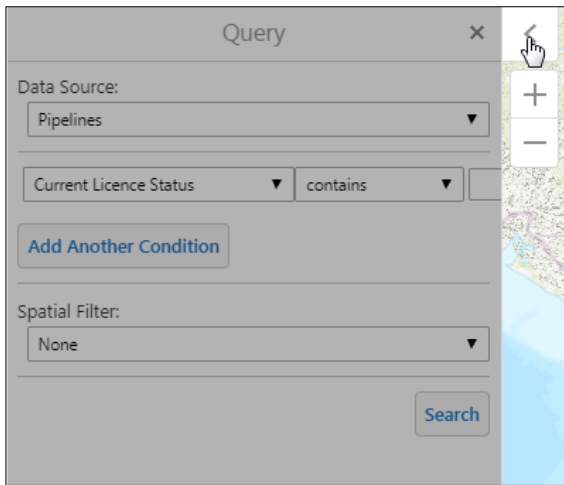 Query
Data Source:
Pipelines
Current Licence Status contains
Add Another Condition
Spatial Filter:
None
Search